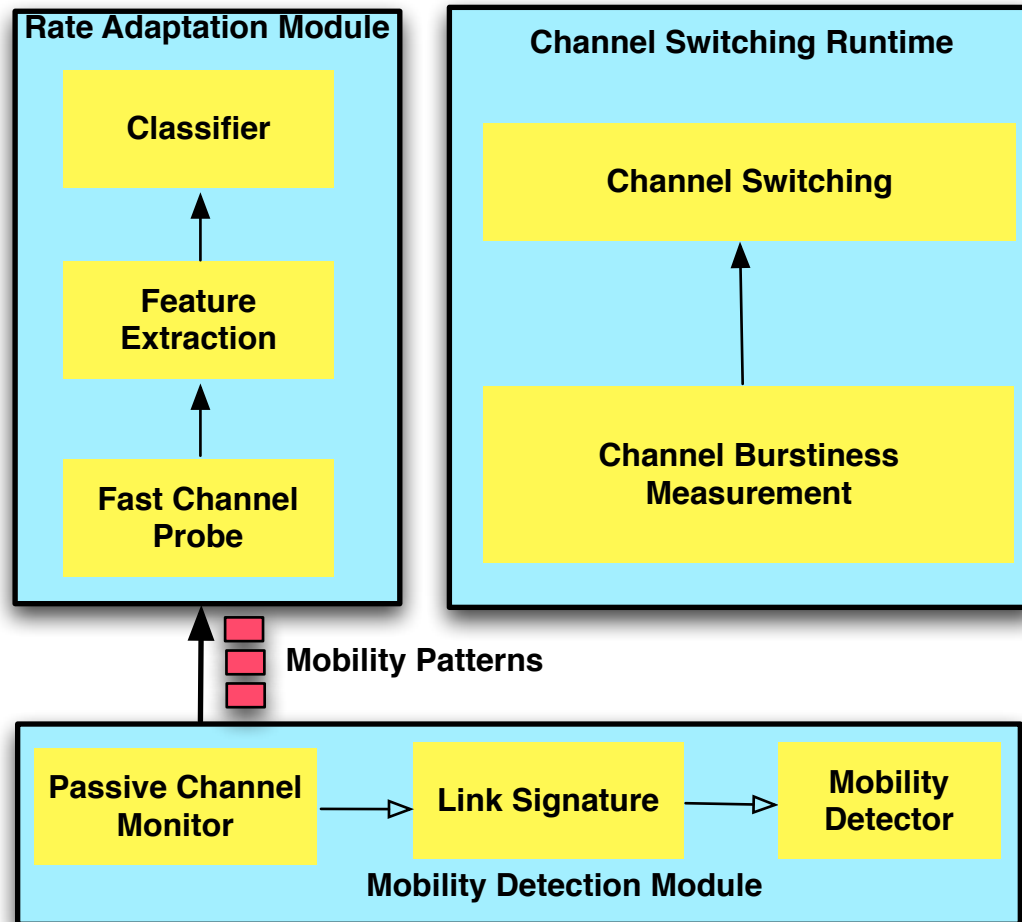 Rate Adaptation Module
Classifier
Feature
Extraction
Fast Channel
Probe
Channel Switching Runtime
Channel Switching
Channel Burstiness
Measurement
Mobility Patterns
Passive Channel
Monitor
Link Signature
Mobility
Detector
Mobility Detection Module